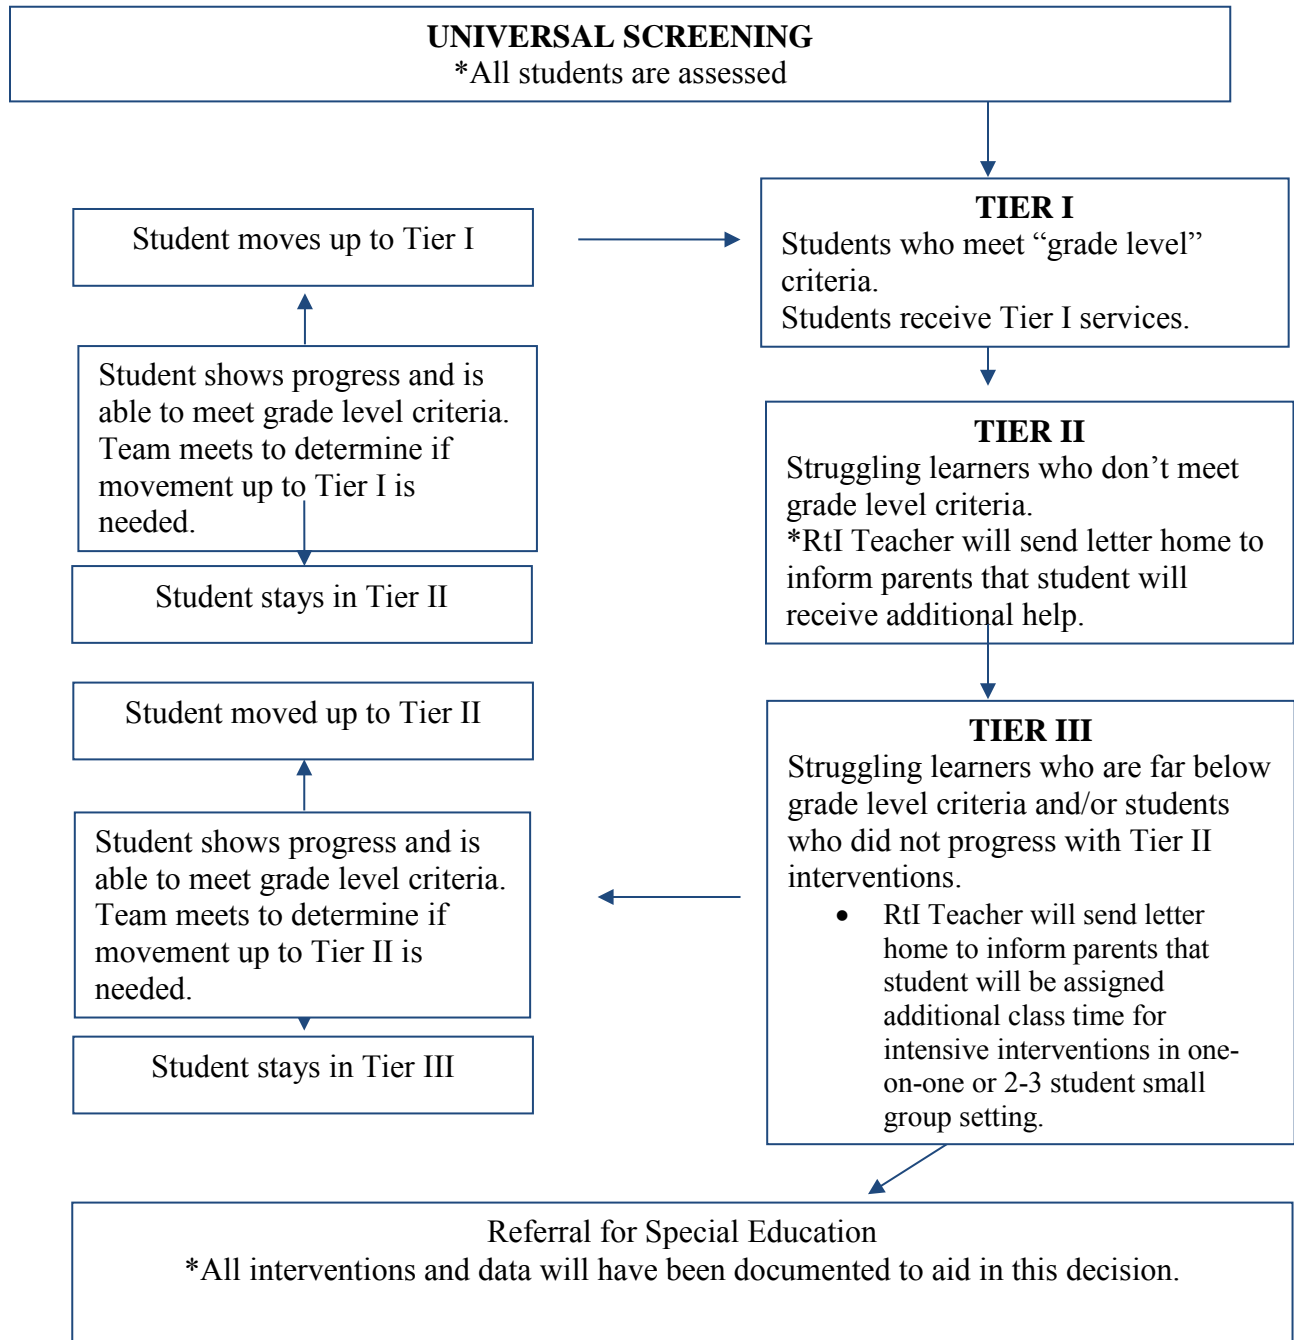 UNIVERSAL SCREENING
*All students are assessed
TIER I
Students who meet “grade level”
criteria.
Students receive Tier I services.
Student moves up to Tier I
Student shows progress and is
able to meet grade level criteria.
Team meets to determine if
movement up to Tier I is
needed.
Student stays in Tier II
TIER II
Struggling learners who don’t meet
grade level criteria.
*RtI Teacher will send letter home to
inform parents that student will
receive additional help.
Student moved up to Tier II
Student shows progress and is
able to meet grade level criteria.
Team meets to determine if
movement up to Tier II is
needed.
Student stays in Tier III
TIER III
Struggling learners who are far below
grade level criteria and/or students
who did not progress with Tier II
interventions.
• RtI Teacher will send letter
home to inform parents that
student will be assigned
additional class time for
intensive interventions in one-
on-one or 2-3 student small
group setting.
Referral for Special Education
*All interventions and data will have been documented to aid in this decision.